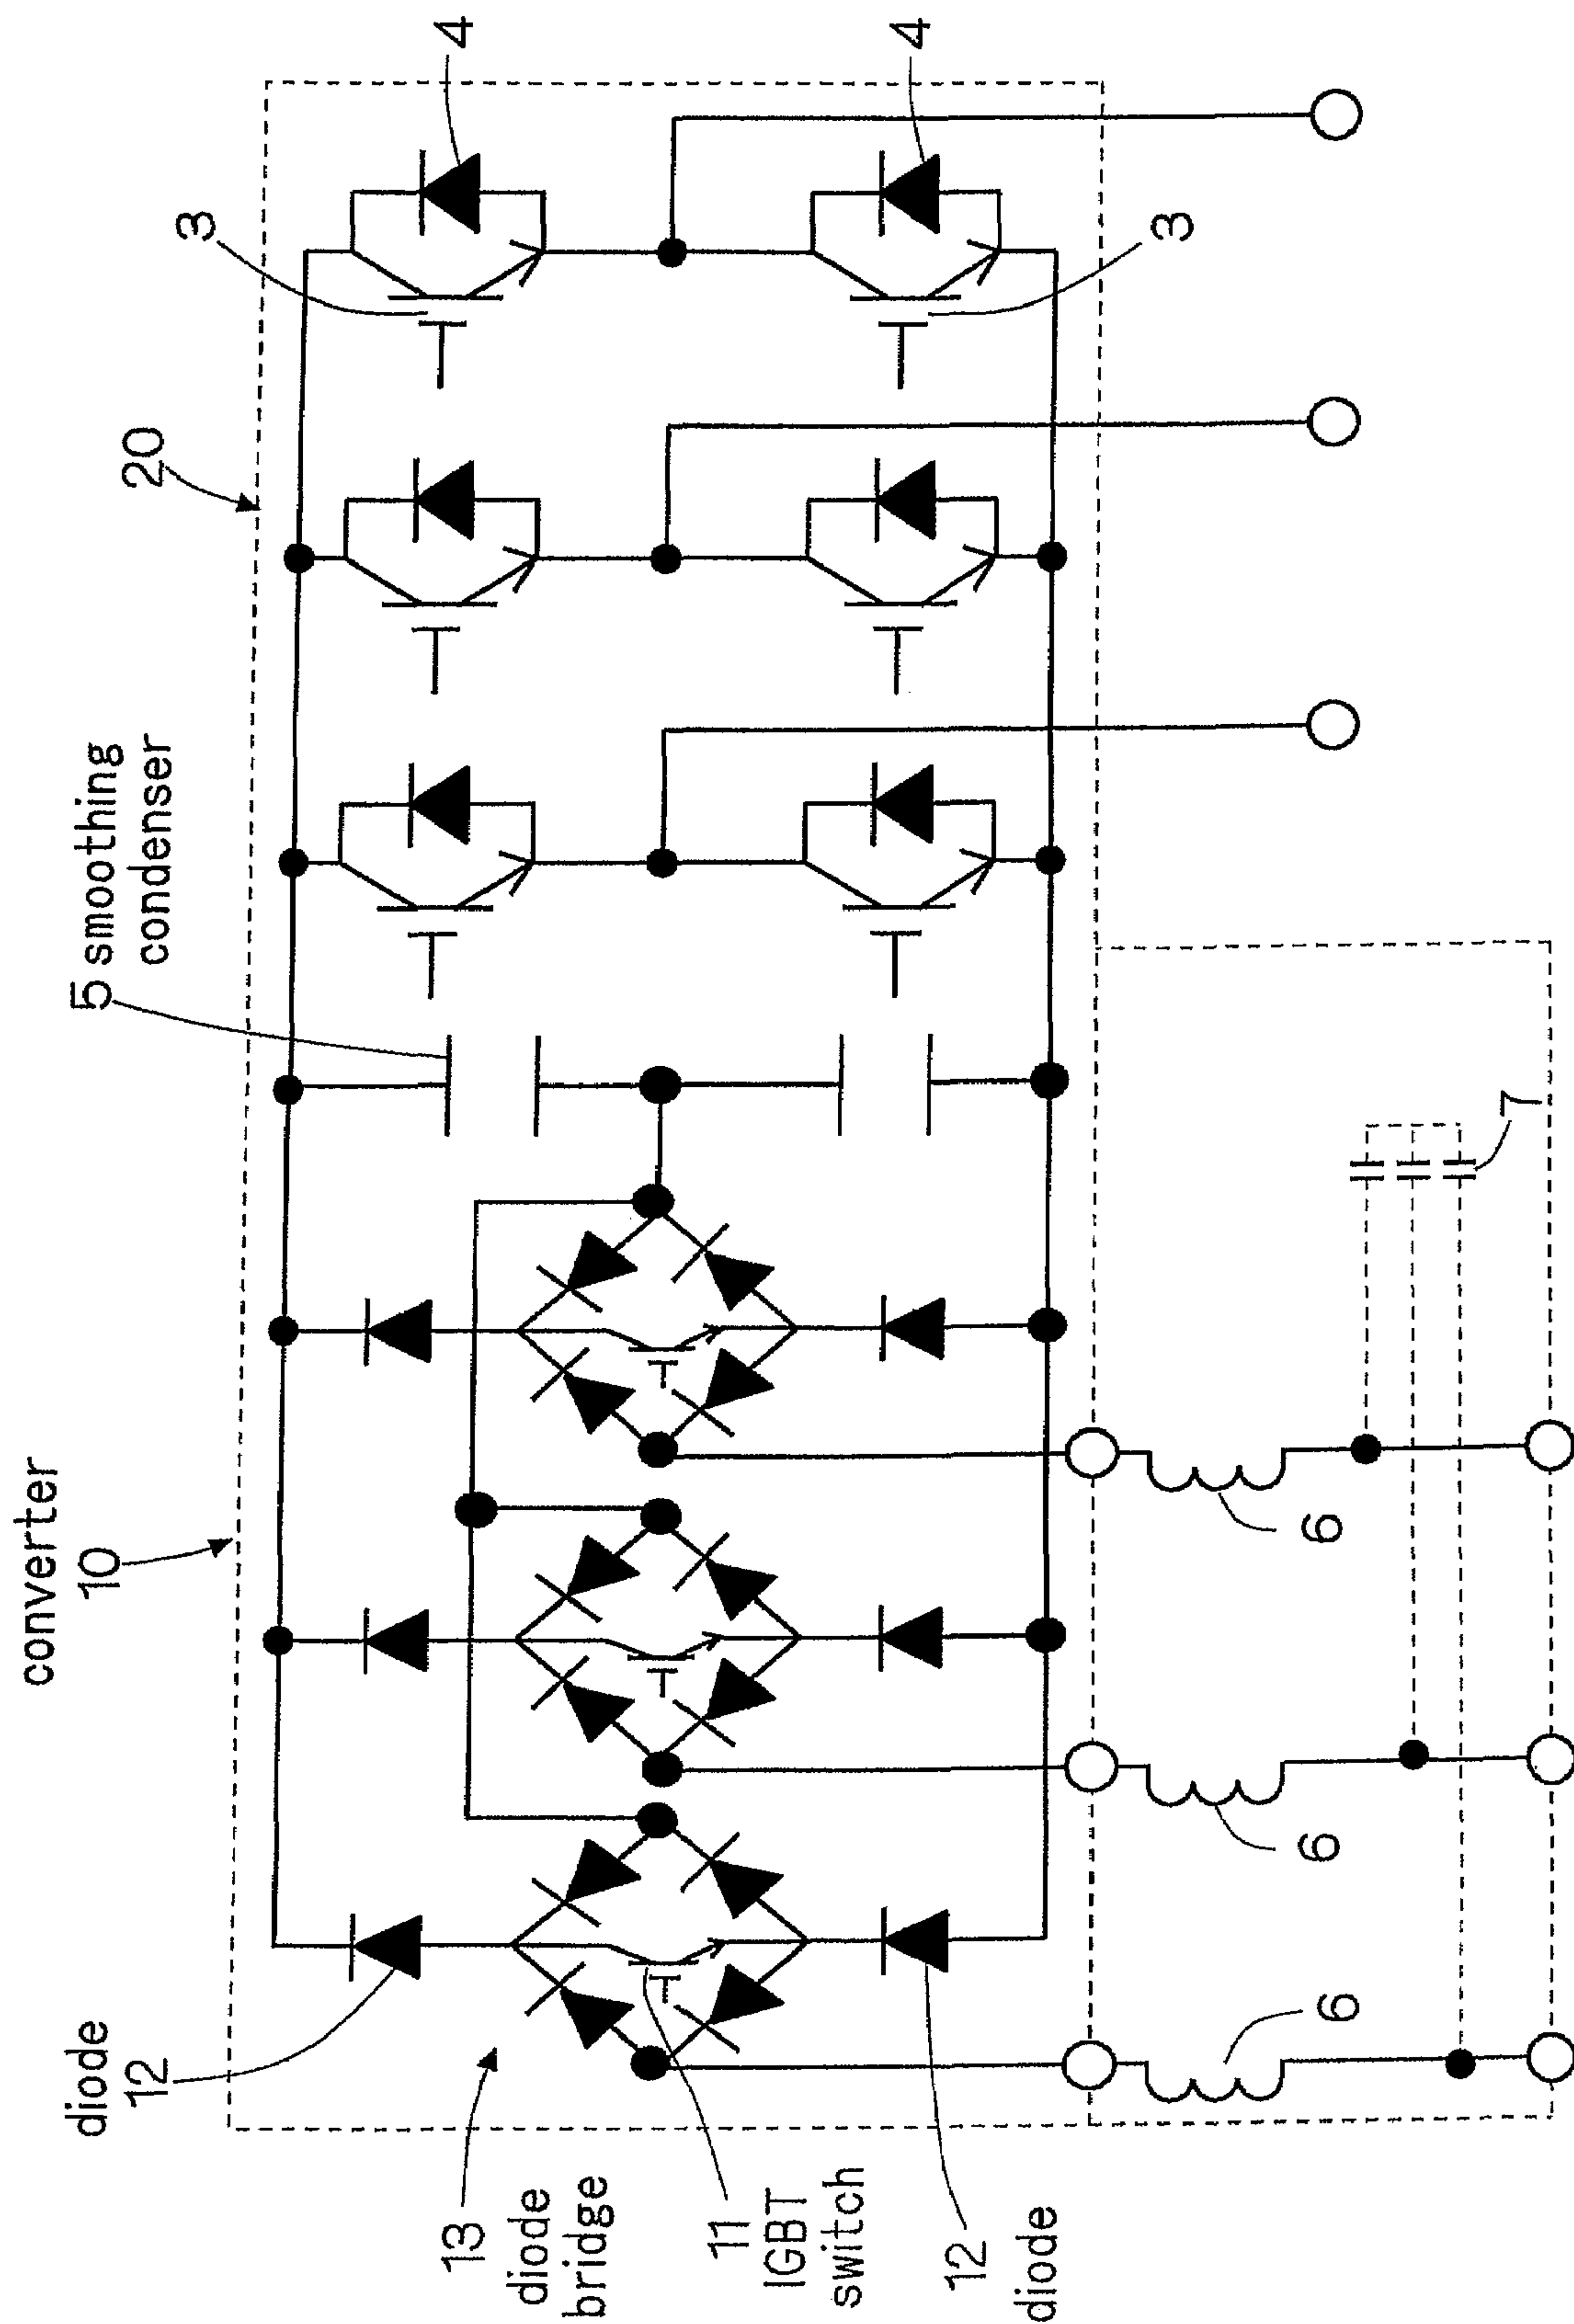 converter
10
5 smoothing
condenser
20
4
4
3
3
diode
12
13
diode
bridge
11
IGBT
switch
12
diode
6
6
6
7